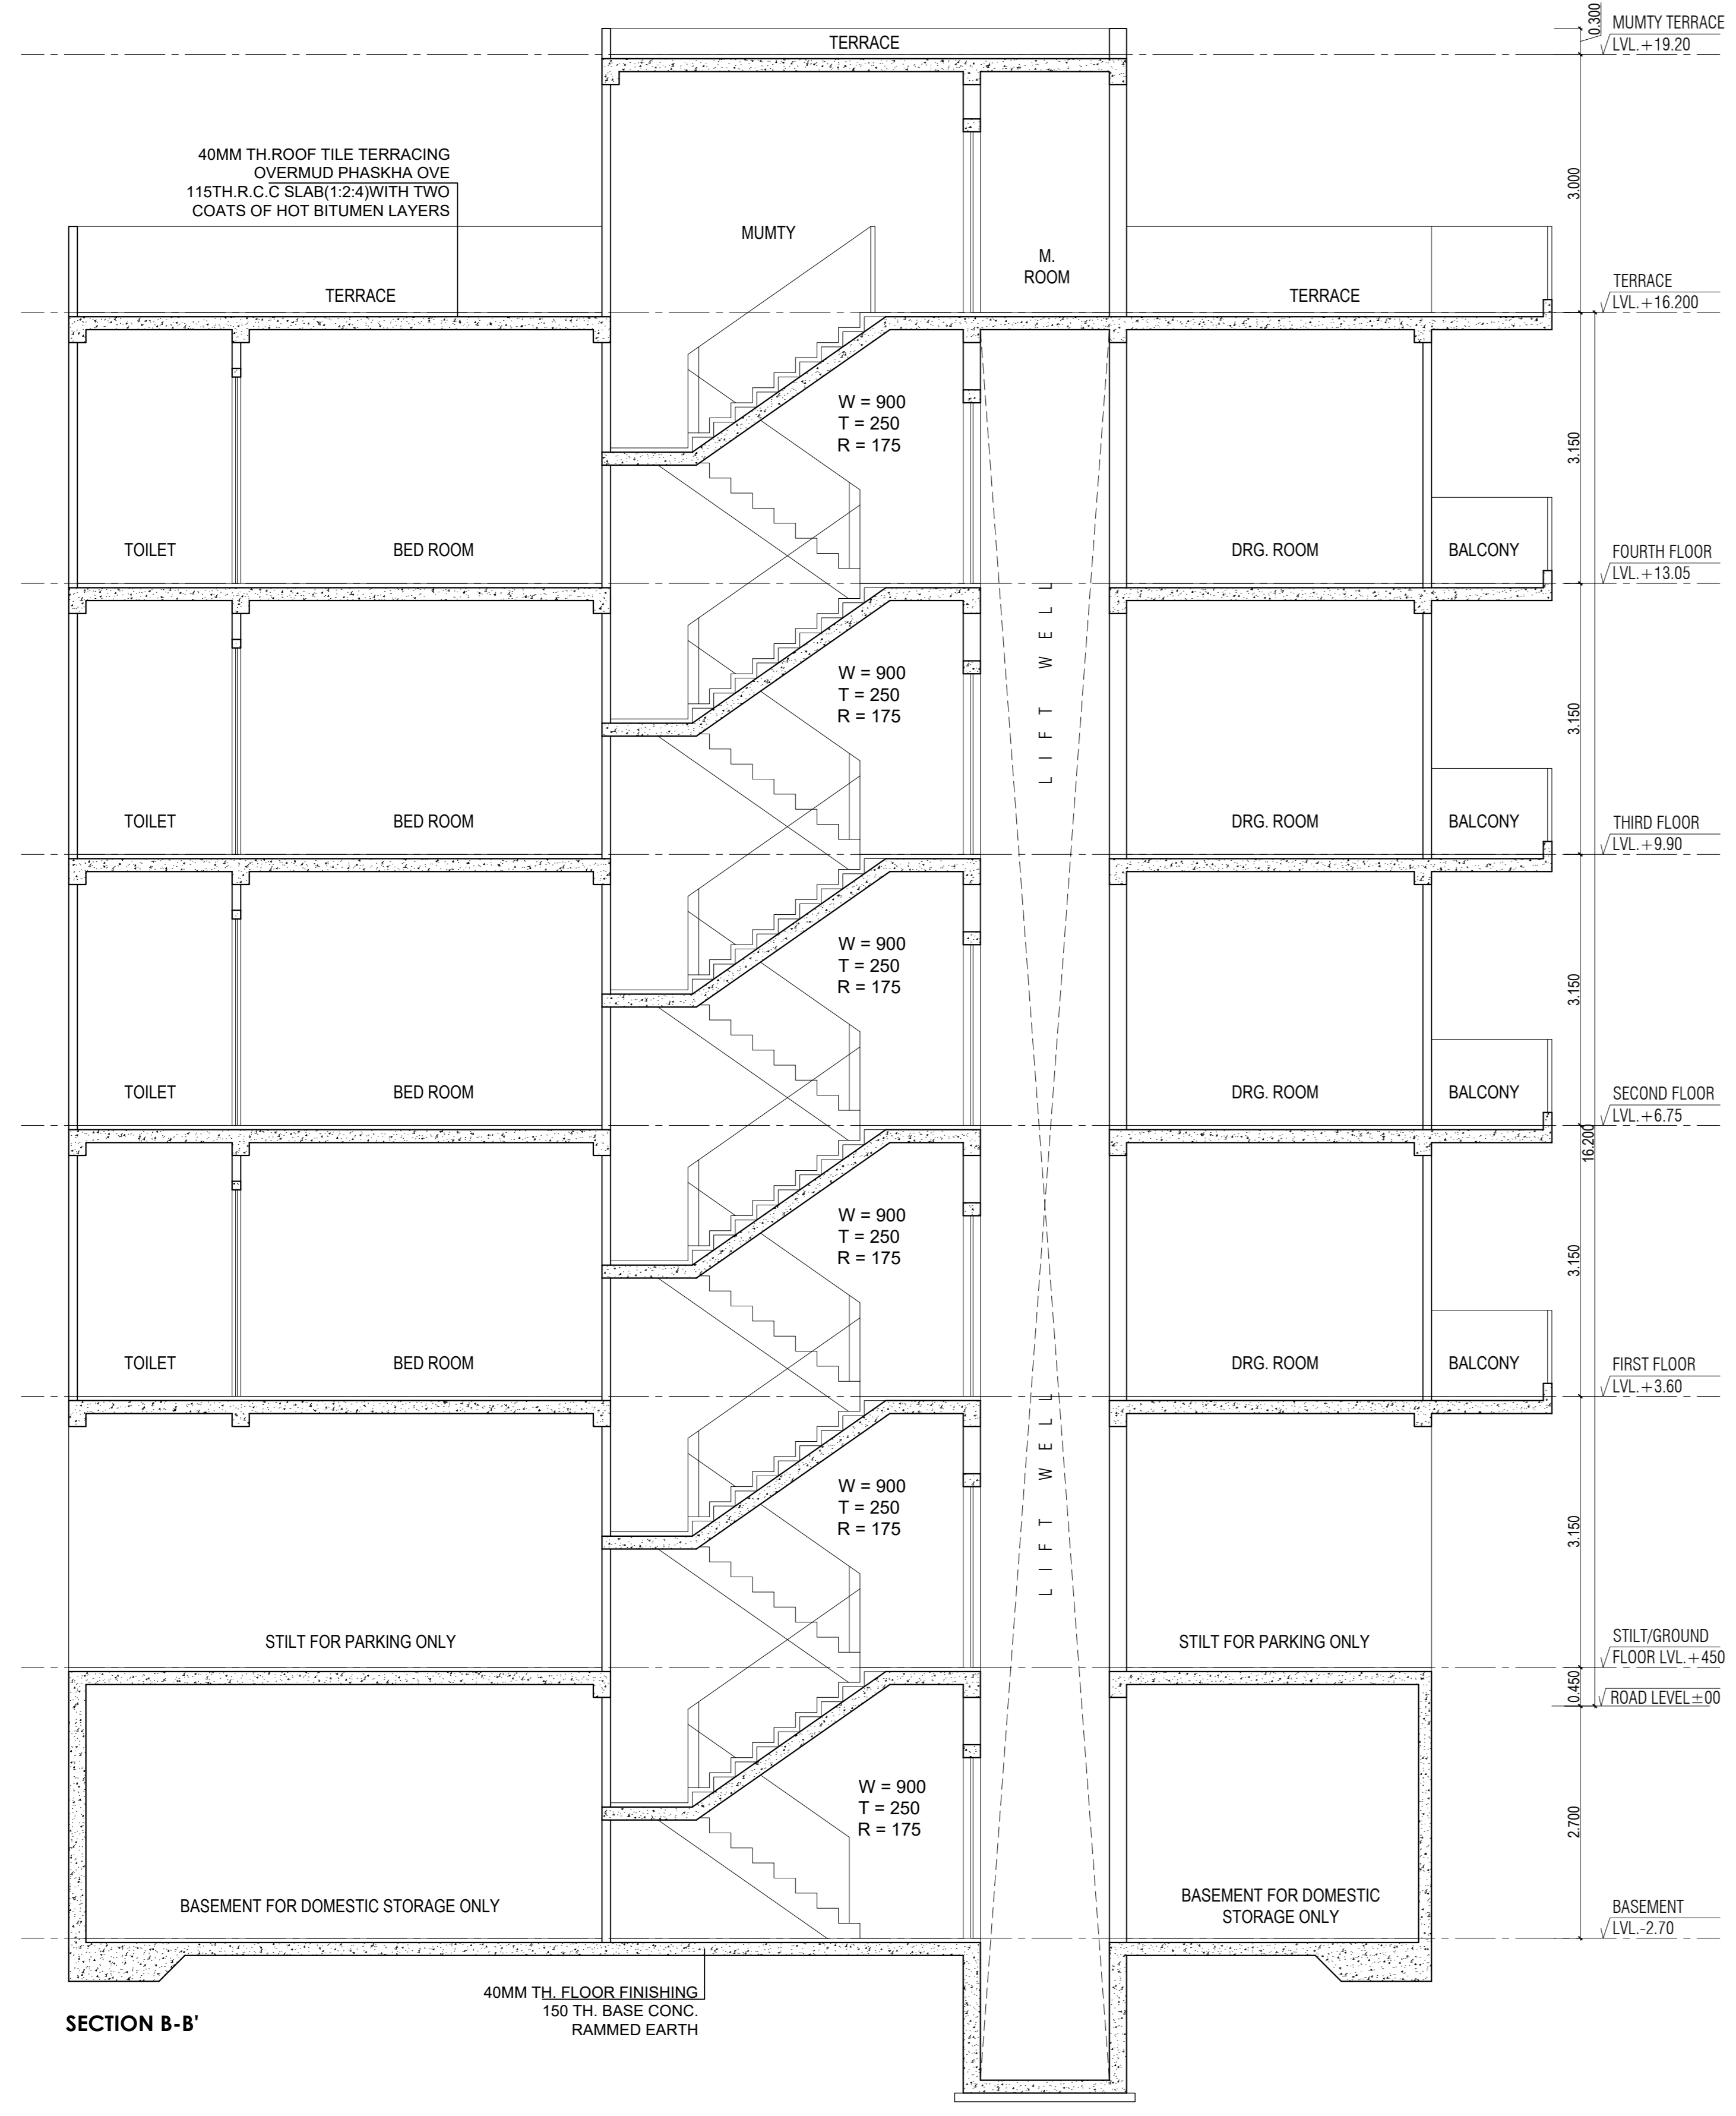 0.300
MUMTY TERRACE
LVL.+19.20
TERRACE
3.000
40MM TH.ROOF TILE TERRACING
OVERMUD PHASKHA OVE
115TH.R.C.C SLAB(1:2:4)WITH TWO
COATS OF HOT BITUMEN LAYERS
MUMTY
M.
ROOM
TERRACE
TERRACE
TERRACE
LVL.+16.200
W = 900
T = 250
R = 175
3.150
TOILET
BED ROOM
DRG. ROOM
BALCONY
FOURTH FLOOR
LVL.+13.05
LIFT WELL
W = 900
T = 250
R = 175
3.150
TOILET
BED ROOM
DRG. ROOM
BALCONY
THIRD FLOOR
LVL.+9.90
W = 900
T = 250
R = 175
3.150
TOILET
BED ROOM
DRG. ROOM
BALCONY
SECOND FLOOR
LVL.+6.75
16.200
W = 900
T = 250
R = 175
3.150
TOILET
BED ROOM
DRG. ROOM
BALCONY
FIRST FLOOR
LVL.+3.60
LIFT WELL
W = 900
T = 250
R = 175
3.150
STILT FOR PARKING ONLY
STILT FOR PARKING ONLY
STILT/GROUND
FLOOR LVL.+450
0.450
ROAD LEVEL±00
W = 900
T = 250
R = 175
2.700
BASEMENT FOR DOMESTIC STORAGE ONLY
BASEMENT FOR DOMESTIC
STORAGE ONLY
BASEMENT
LVL.-2.70
40MM TH. FLOOR FINISHING
150 TH. BASE CONC.
RAMMED EARTH
SECTION B-B'